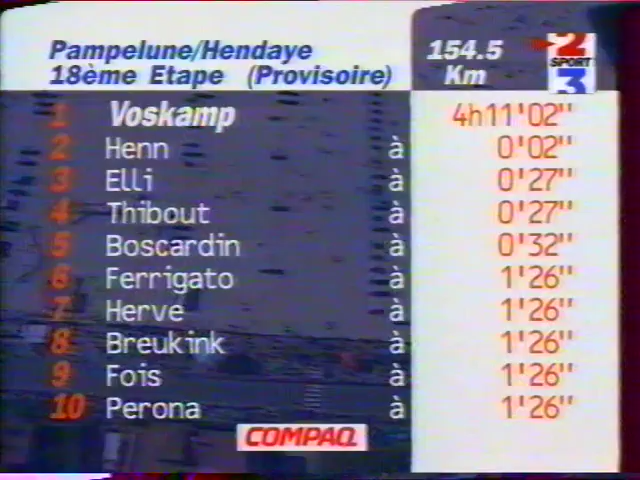 Pampelune/Hendaye 154.5
18ème Etape (Provisoire) Km
2
SPORT
3
1 Voskamp 4h11'02"
2 Henn à 0'02"
3 Elli à 0'27"
4 Thibout à 0'27"
5 Boscardin à 0'32"
6 Ferrigato à 1'26"
7 Herve à 1'26"
8 Breukink à 1'26"
9 Fois à 1'26"
10 Perona à 1'26"
COMPAQ